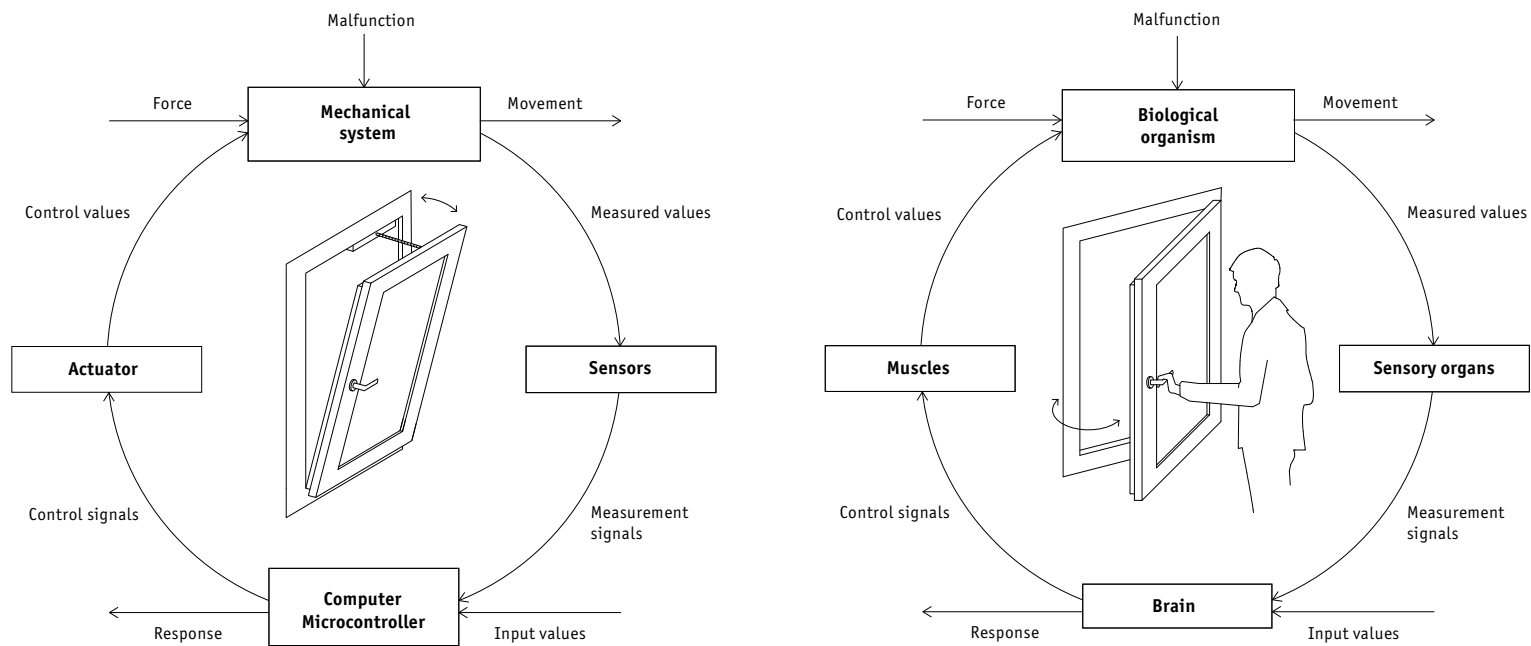 Malfunction
Force
Mechanical
system
Movement
Control values
Measured values
Actuator
Sensors
Control signals
Measurement
signals
Computer
Microcontroller
Response
Input values
Malfunction
Force
Biological
organism
Movement
Control values
Measured values
Muscles
Sensory organs
Control signals
Measurement
signals
Brain
Response
Input values